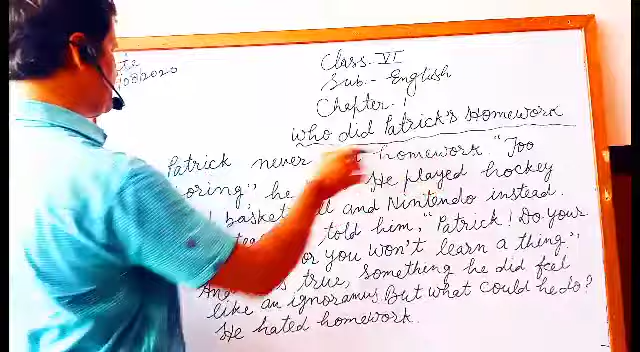 Class - VI
Sub. - English
Chapter - 1
Who did Patrick's Homework
Patrick never homework "Too
he He played hockey
and Nintendo instead.
told him, "Patrick! Do your
or you won't learn a thing."
true, something he did feel
like an ignoramus. But what could he do?
He hated homework.